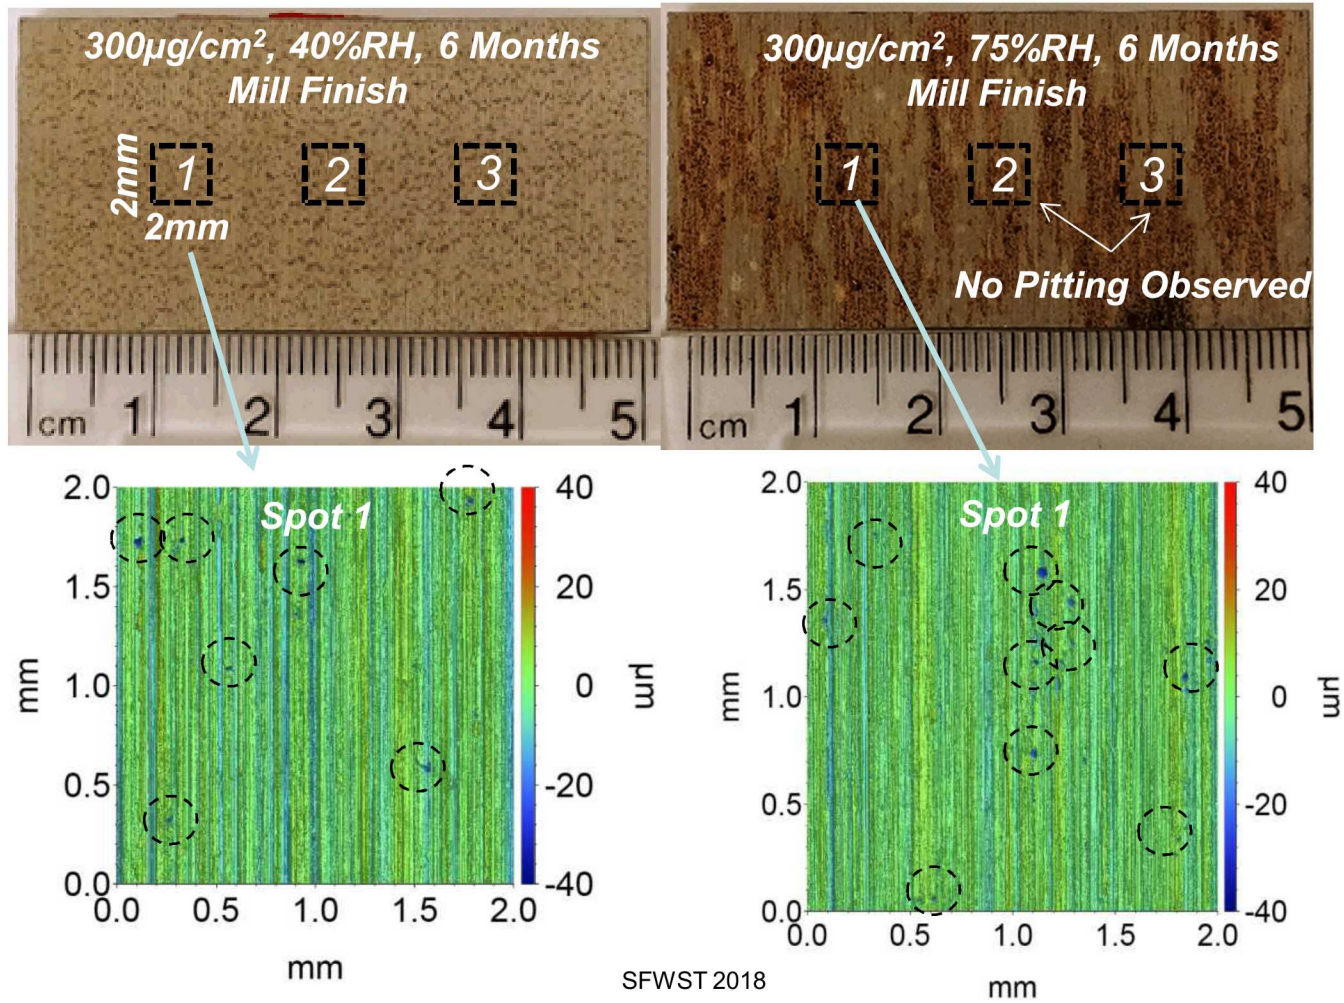 300µg/cm², 40%RH, 6 Months
Mill Finish
2mm
1
2
3
2mm
cm 1 2 3 4 5
300µg/cm², 75%RH, 6 Months
Mill Finish
1
2
3
No Pitting Observed
cm 1 2 3 4 5
Spot 1
2.0
1.5
1.0
0.5
0.0
mm
0.0 0.5 1.0 1.5 2.0
mm
40
20
0
-20
-40
µm
Spot 1
2.0
1.5
1.0
0.5
0.0
mm
0.0 0.5 1.0 1.5 2.0
mm
40
20
0
-20
-40
µm
SFWST 2018